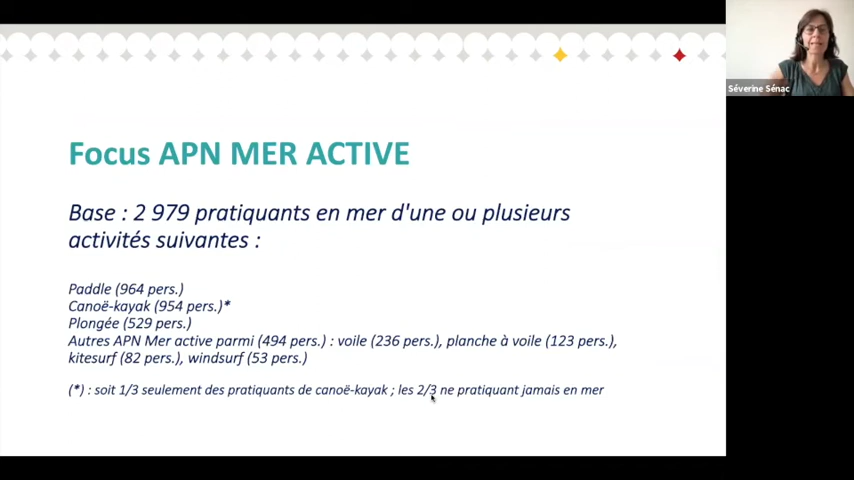 Séverine Sénac
Focus APN MER ACTIVE
Base : 2 979 pratiquants en mer d'une ou plusieurs
activités suivantes :
Paddle (964 pers.)
Canoë-kayak (954 pers.)*
Plongée (529 pers.)
Autres APN Mer active parmi (494 pers.) : voile (236 pers.), planche à voile (123 pers.),
kitesurf (82 pers.), windsurf (53 pers.)
(*) : soit 1/3 seulement des pratiquants de canoë-kayak ; les 2/3 ne pratiquant jamais en mer